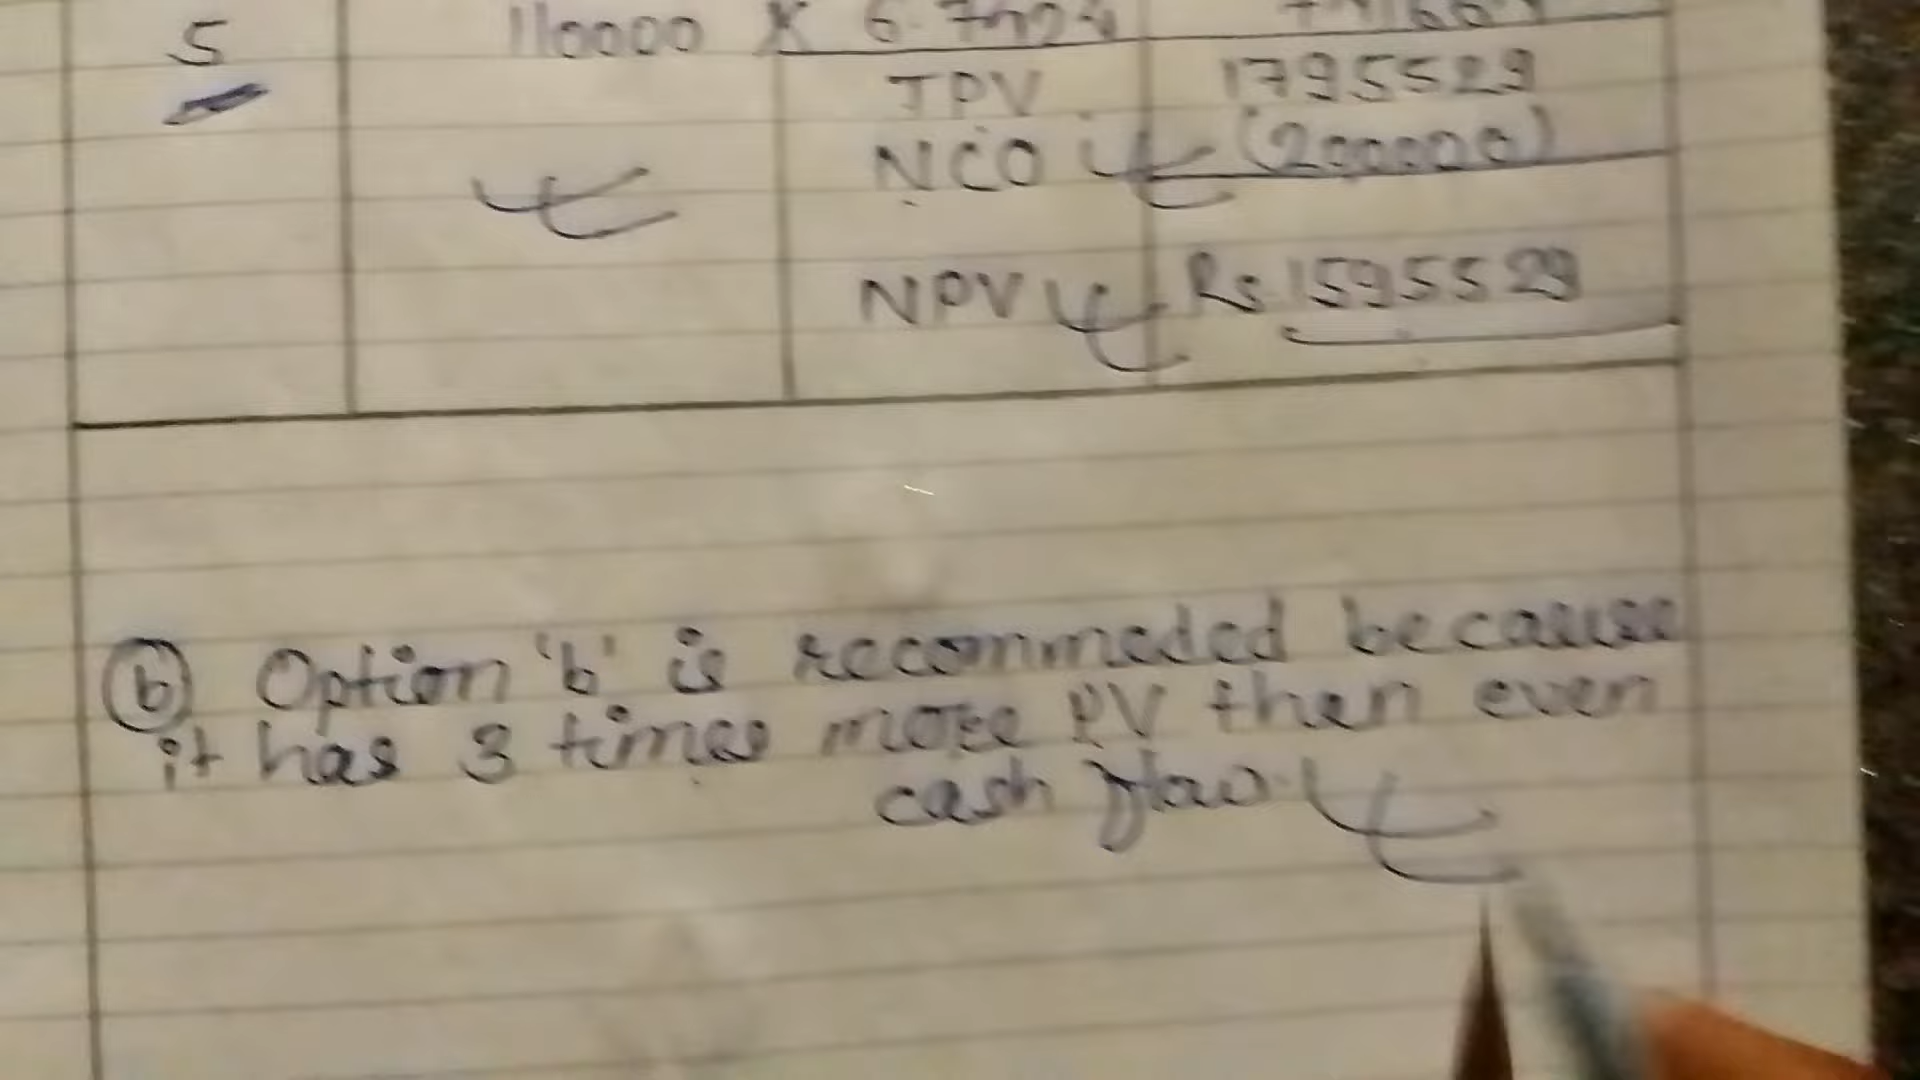 5 110000 X 6.7424
TPV 1795529
NCO (200000)
NPV Rs. 1595529
(b) Option 'b' is recommeded because
it has 3 times more PV then even
cash flow.